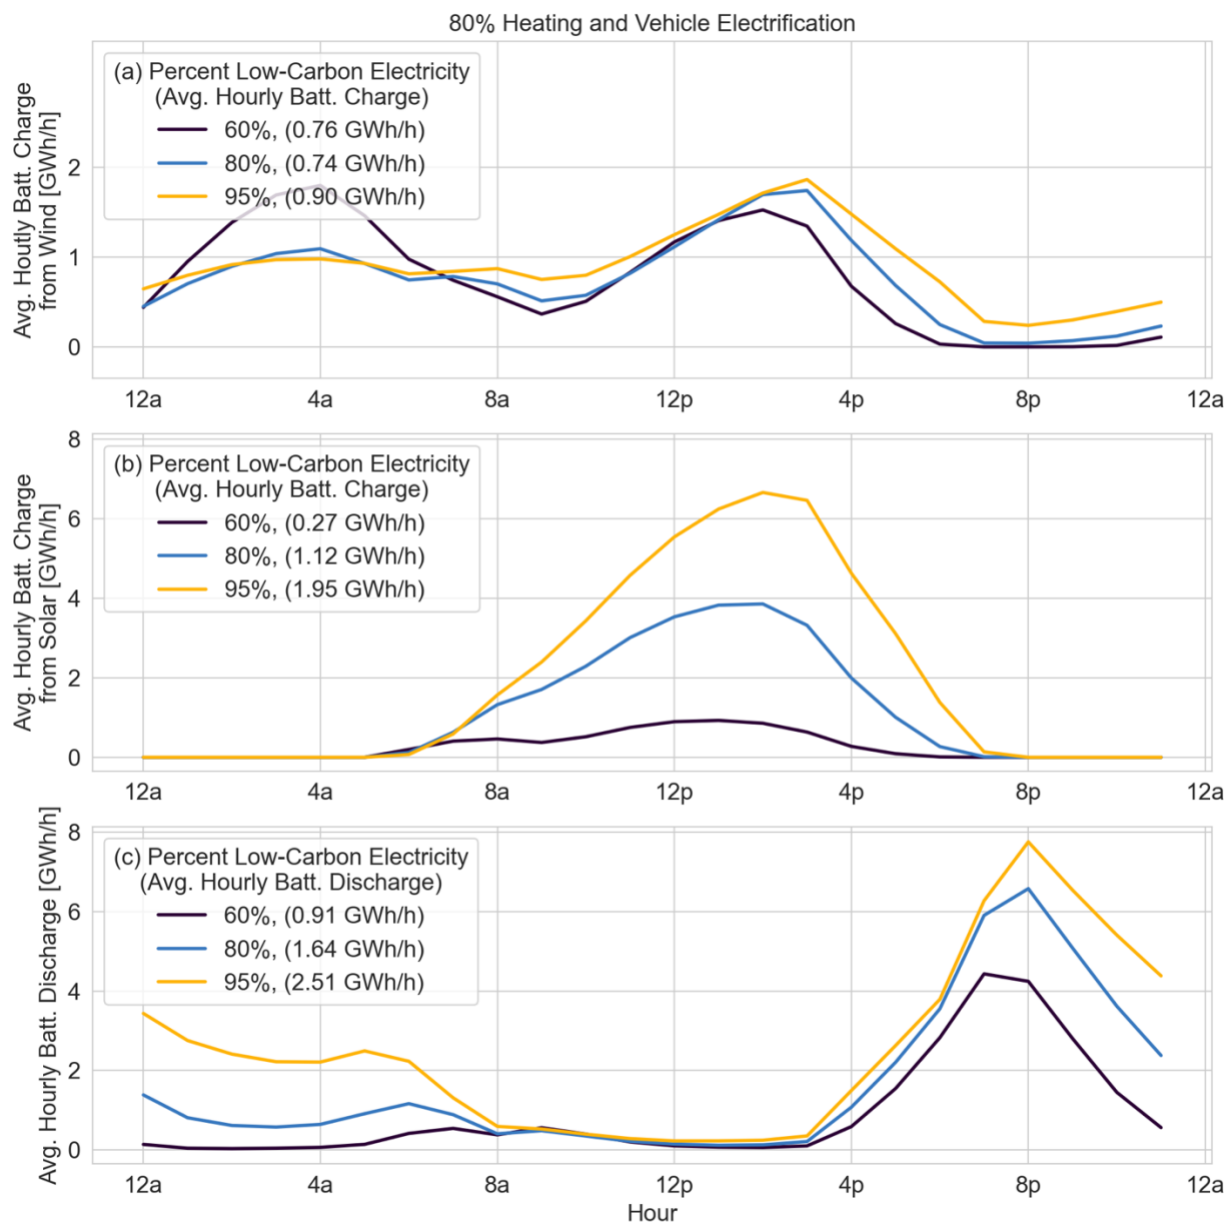 80% Heating and Vehicle Electrification
Avg. Houtly Batt. Charge
from Wind [GWh/h]
(a) Percent Low-Carbon Electricity
(Avg. Hourly Batt. Charge)
60%, (0.76 GWh/h)
80%, (0.74 GWh/h)
95%, (0.90 GWh/h)
2
1
0
12a 4a 8a 12p 4p 8p 12a
Avg. Hourly Batt. Charge
from Solar [GWh/h]
(b) Percent Low-Carbon Electricity
(Avg. Hourly Batt. Charge)
60%, (0.27 GWh/h)
80%, (1.12 GWh/h)
95%, (1.95 GWh/h)
8
6
4
2
0
12a 4a 8a 12p 4p 8p 12a
Avg. Hourly Batt. Discharge [GWh/h]
(c) Percent Low-Carbon Electricity
(Avg. Hourly Batt. Discharge)
60%, (0.91 GWh/h)
80%, (1.64 GWh/h)
95%, (2.51 GWh/h)
8
6
4
2
0
12a 4a 8a 12p 4p 8p 12a
Hour